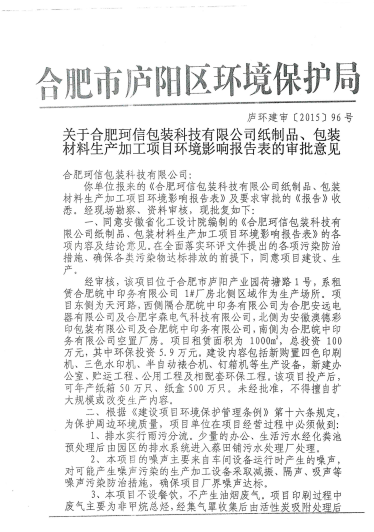 合肥市庐阳区环境保护局
庐环建审〔2015〕96号
关于合肥珂信包装科技有限公司纸制品、包装
材料生产加工项目环境影响报告表的审批意见
合肥珂信包装科技有限公司:
你单位报来的《合肥珂信包装科技有限公司纸制品、包装
材料生产加工项目环境影响报告表》及要求审批的《报告》收
悉。经现场勘察、资料审核,现批复如下:
一、同意安徽省化工设计院编制的《合肥珂信包装科技有
限公司纸制品、包装材料生产加工项目环境影响报告表》的各
项内容及结论意见。在全面落实环评文件提出的各项污染防治
措施、确保各类污染物达标排放的前提下,同意项目建设、生
产。
经审核,该项目位于合肥市庐阳产业园荷塘路1号,系租
赁合肥皖中印务有限公司 1#厂房北侧区域作为生产场所。项
目东侧为天河路,西侧隔合肥皖中印务有限公司为合肥安远电
器有限公司及合肥宇森电气科技有限公司,北侧为安徽澳德彩
印包装有限公司及合肥皖中印务有限公司,南侧为合肥皖中印
务有限公司空置厂房。项目租赁面积为 1000m²,总投资 100
万元,其中环保投资 5.9 万元,建设内容包括新购置四色印刷
机、三色水印机、半自动裱合机、钉箱机等生产设备,新建办
公室、贮运工程、公用工程及相配套环保工程。该项目投产后,
可年产纸箱 50 万只、纸盒 500 万只。未经批准,不得擅自扩
大规模或改变生产内容。
二、根据《建设项目环境保护管理条例》第十六条规定,
为保护周边环境质量,项目单位在项目经营过程中必须做到:
1、排水实行雨污分流。少量的办公、生活污水经化粪池
预处理后由园区的排水系统进入蔡田铺污水处理厂处理。
2、本项目的噪声主要来自车间设备运行时产生的噪声,
对可能产生噪声污染的生产加工设备采取减振、隔声、吸声等
噪声污染防治措施,确保项目厂界噪声达标。
3、本项目不设餐饮,不产生油烟废气。项目印刷过程中
废气主要为非甲烷总烃,经集气罩收集后由活性炭吸附处理后